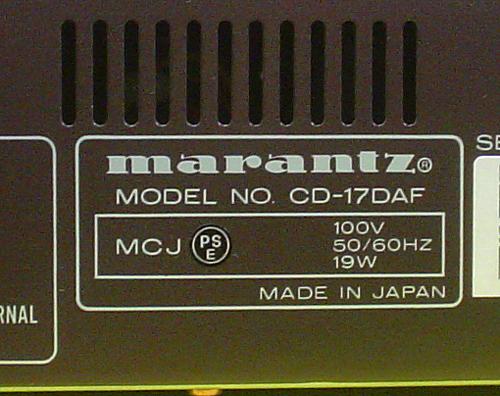 marantz®
MODEL NO. CD-17DAF
MCJ PS E
100V
50/60HZ
19W
MADE IN JAPAN